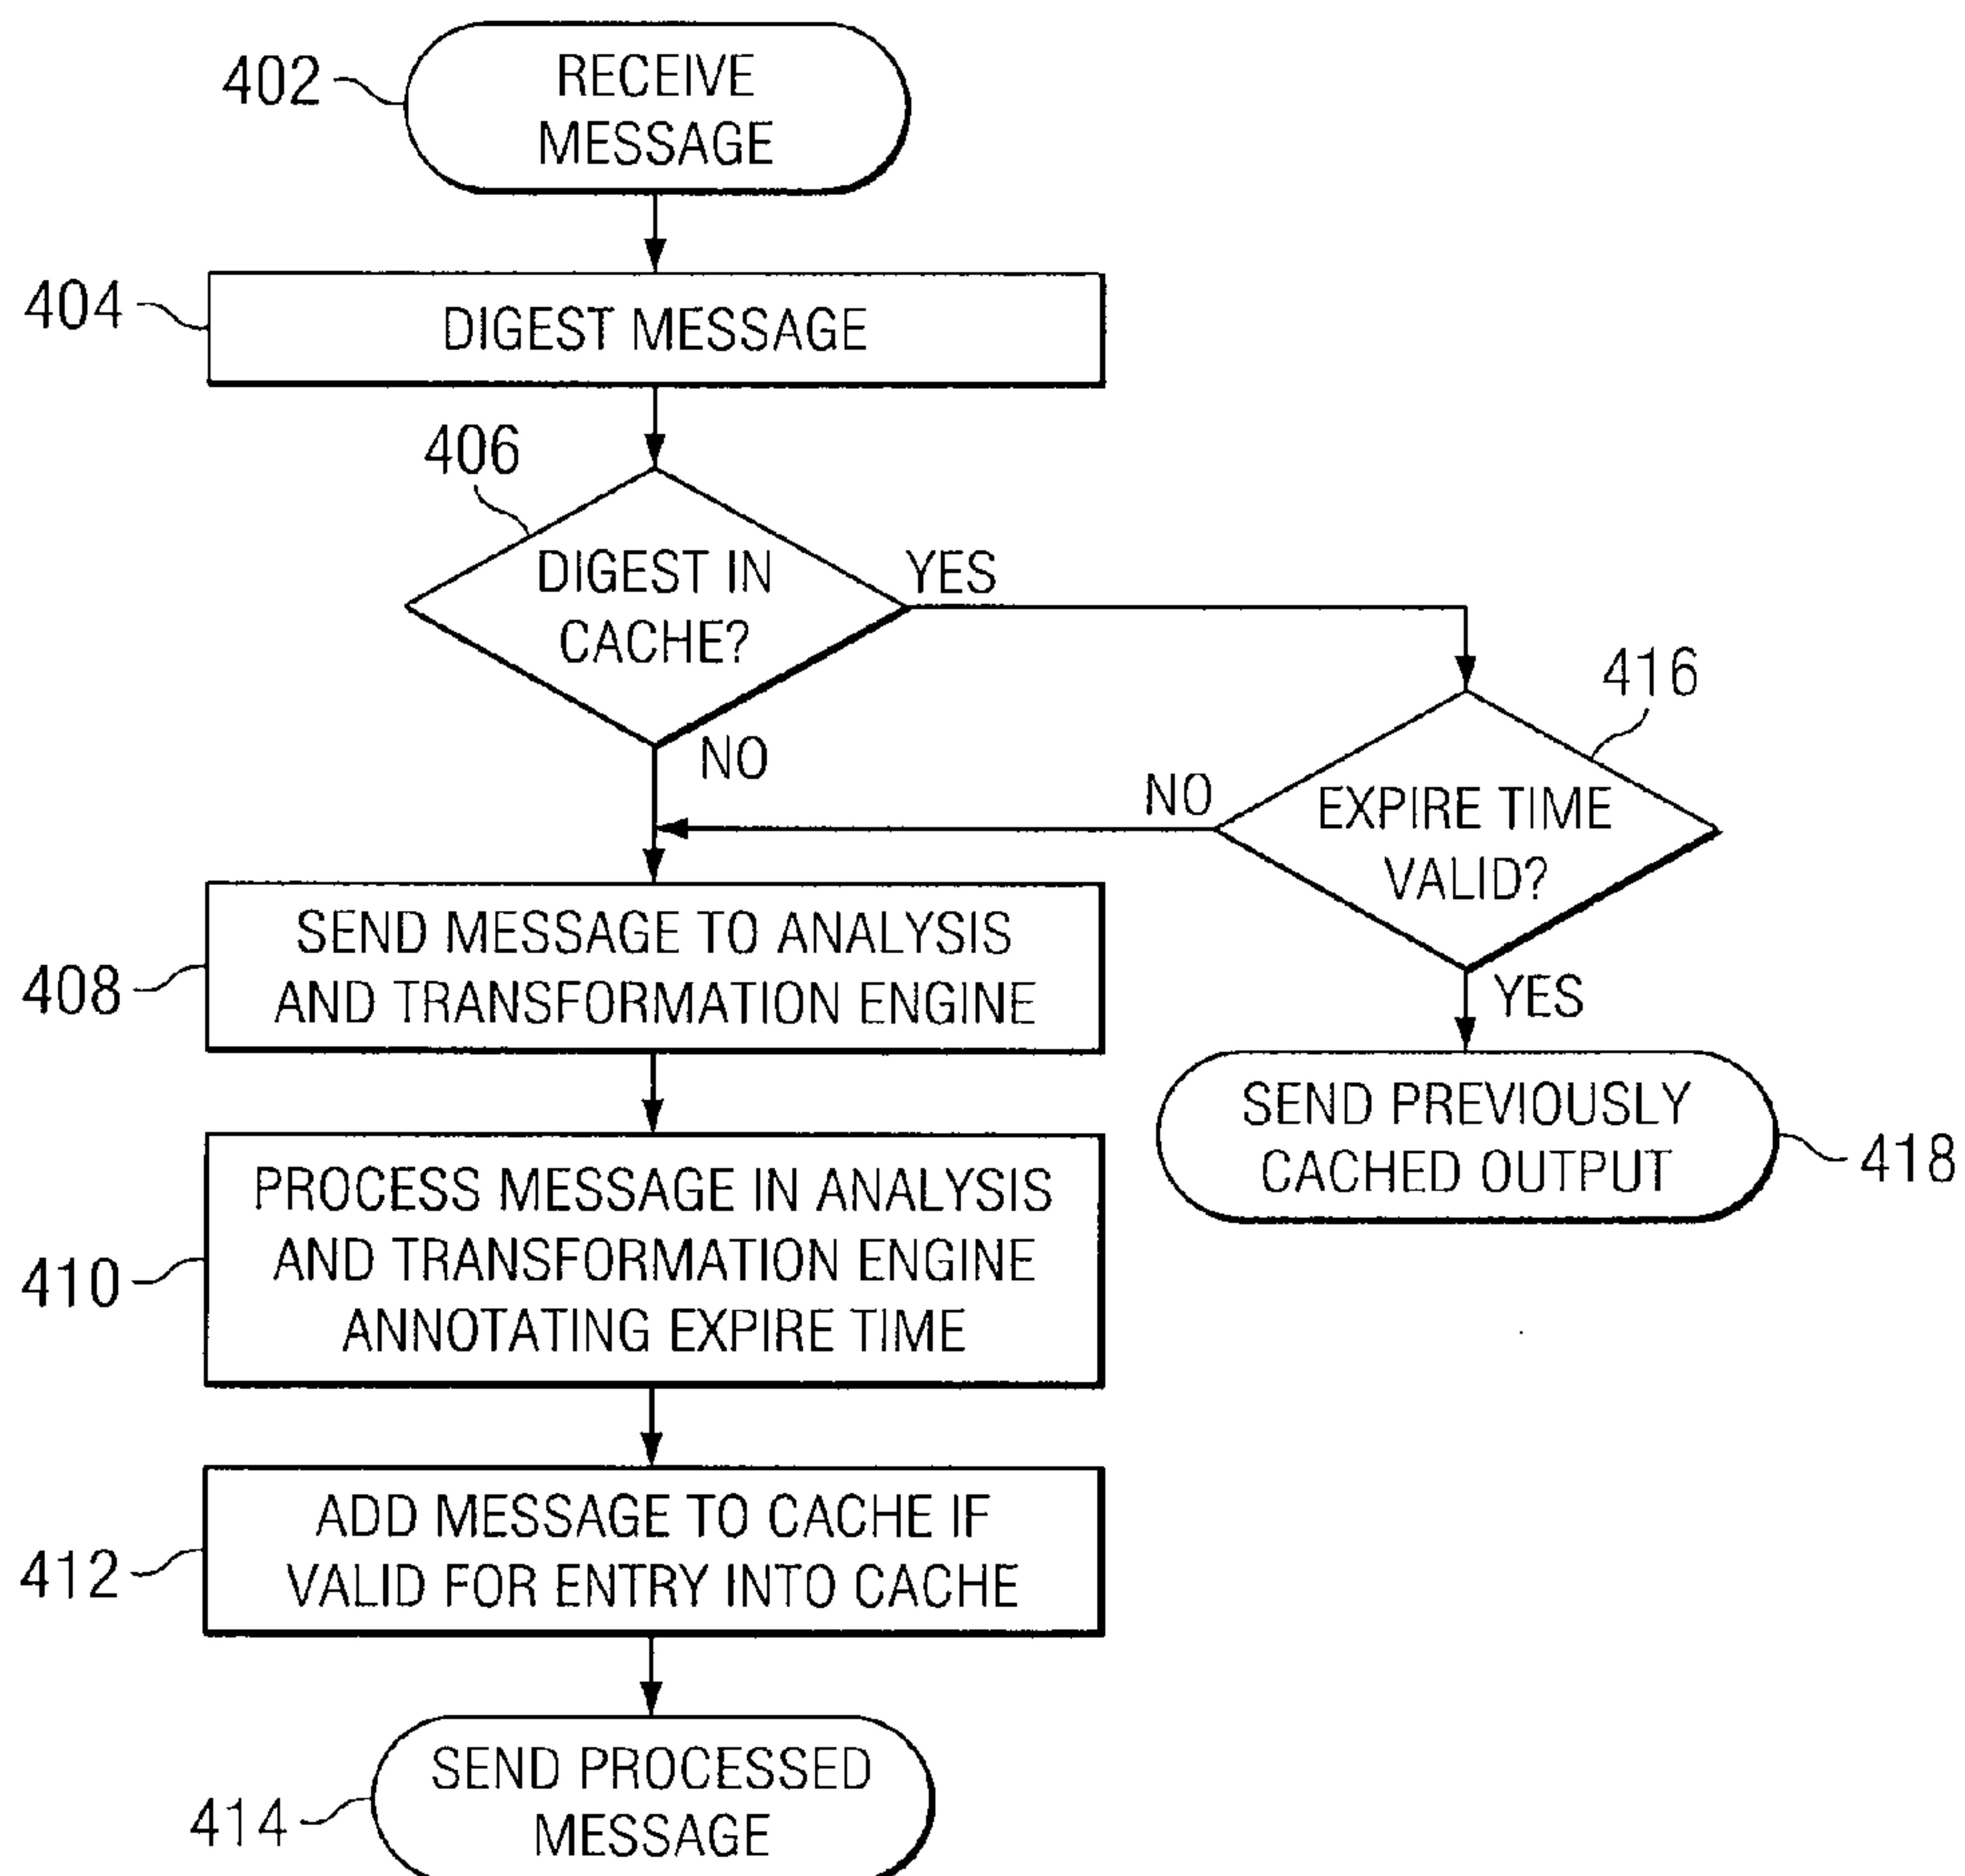 402
RECEIVE
MESSAGE
404
DIGEST MESSAGE
406
DIGEST IN
CACHE?
YES
NO
416
EXPIRE TIME
VALID?
NO
YES
408
SEND MESSAGE TO ANALYSIS
AND TRANSFORMATION ENGINE
SEND PREVIOUSLY
CACHED OUTPUT
418
410
PROCESS MESSAGE IN ANALYSIS
AND TRANSFORMATION ENGINE
ANNOTATING EXPIRE TIME
412
ADD MESSAGE TO CACHE IF
VALID FOR ENTRY INTO CACHE
414
SEND PROCESSED
MESSAGE